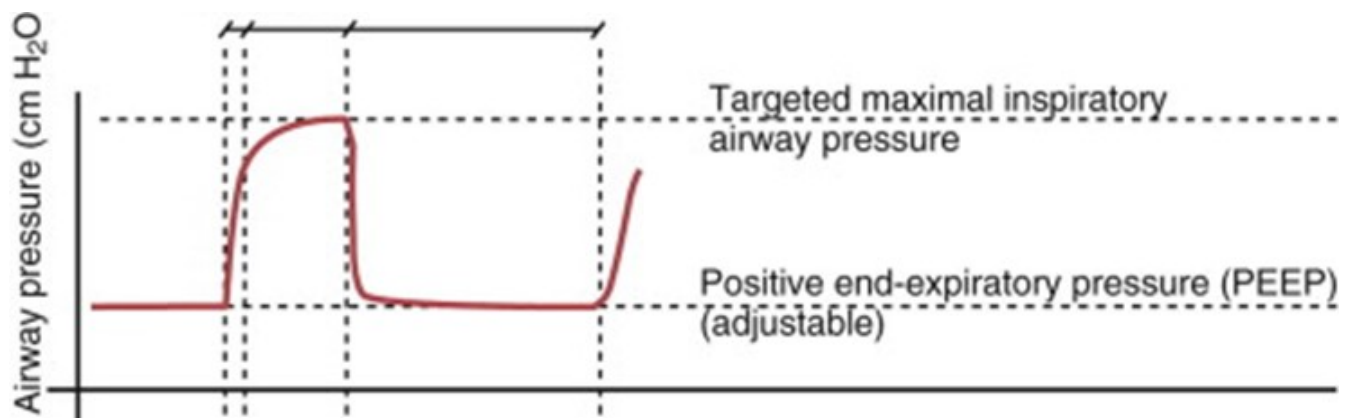 Airway pressure (cm H₂O
Targeted maximal inspiratory
airway pressure
Positive end-expiratory pressure (PEEP)
(adjustable)